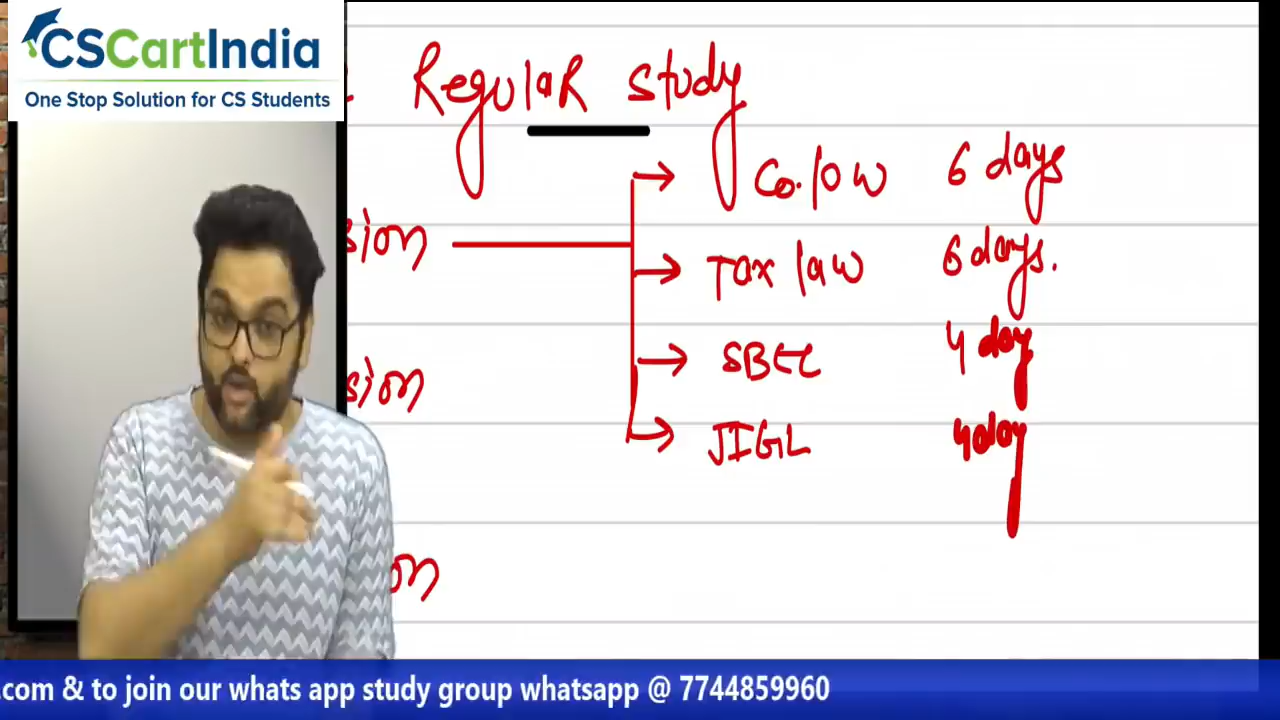 CSCartIndia
One Stop Solution for CS Students
RegulaR study
Co. law 6 days
sion
Tax law 6 days.
SBEC 4 day
sion
JIGL 4 day
on
.com & to join our whats app study group whatsapp @ 7744859960